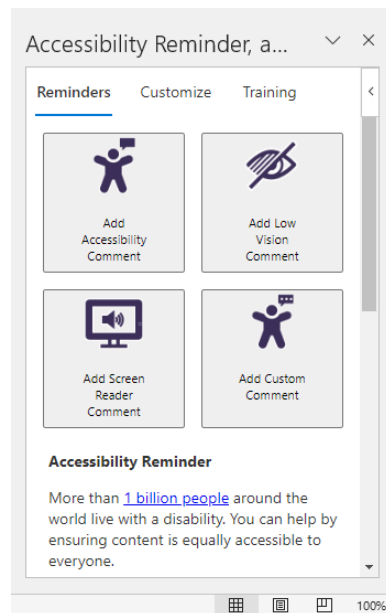 Accessibility Reminder, a...
Reminders Customize Training
Add
Accessibility
Comment
Add Low
Vision
Comment
Add Screen
Reader
Comment
Add Custom
Comment
Accessibility Reminder
More than 1 billion people around the
world live with a disability. You can help by
ensuring content is equally accessible to
everyone.
100%